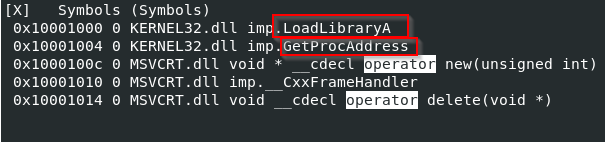 [X]   Symbols (Symbols)
0x10001000 0 KERNEL32.dll imp.LoadLibraryA
0x10001004 0 KERNEL32.dll imp.GetProcAddress
0x1000100c 0 MSVCRT.dll void * __cdecl operator new(unsigned int)
0x10001010 0 MSVCRT.dll imp.__CxxFrameHandler
0x10001014 0 MSVCRT.dll void __cdecl operator delete(void *)